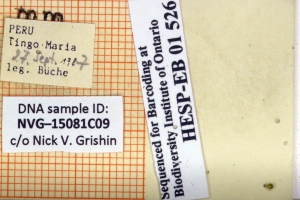 PERU
Tingo Maria
27. Sept. 1987
leg. Büche
DNA sample ID:
NVG–15081C09
c/o Nick V. Grishin
Sequenced for Barcoding at
Biodiversity Institute of Ontario
HESP-EB 01 526